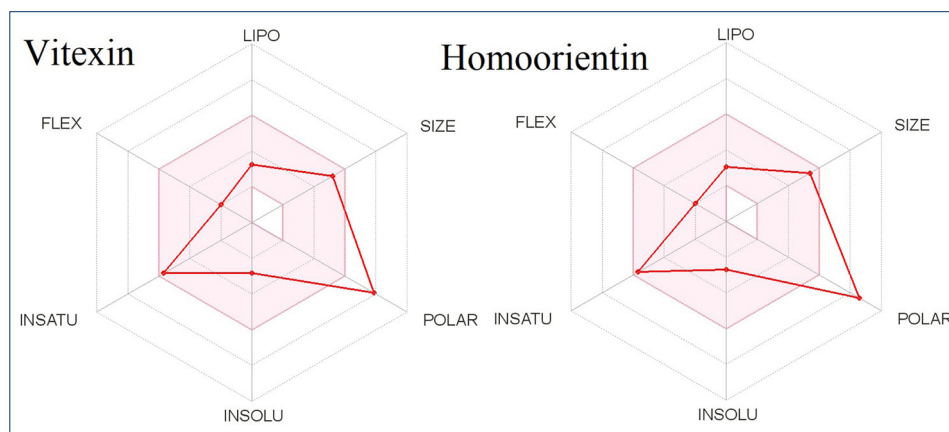 Vitexin
LIPO
FLEX
SIZE
INSATU
POLAR
INSOLU
Homoorientin
LIPO
FLEX
SIZE
INSATU
POLAR
INSOLU